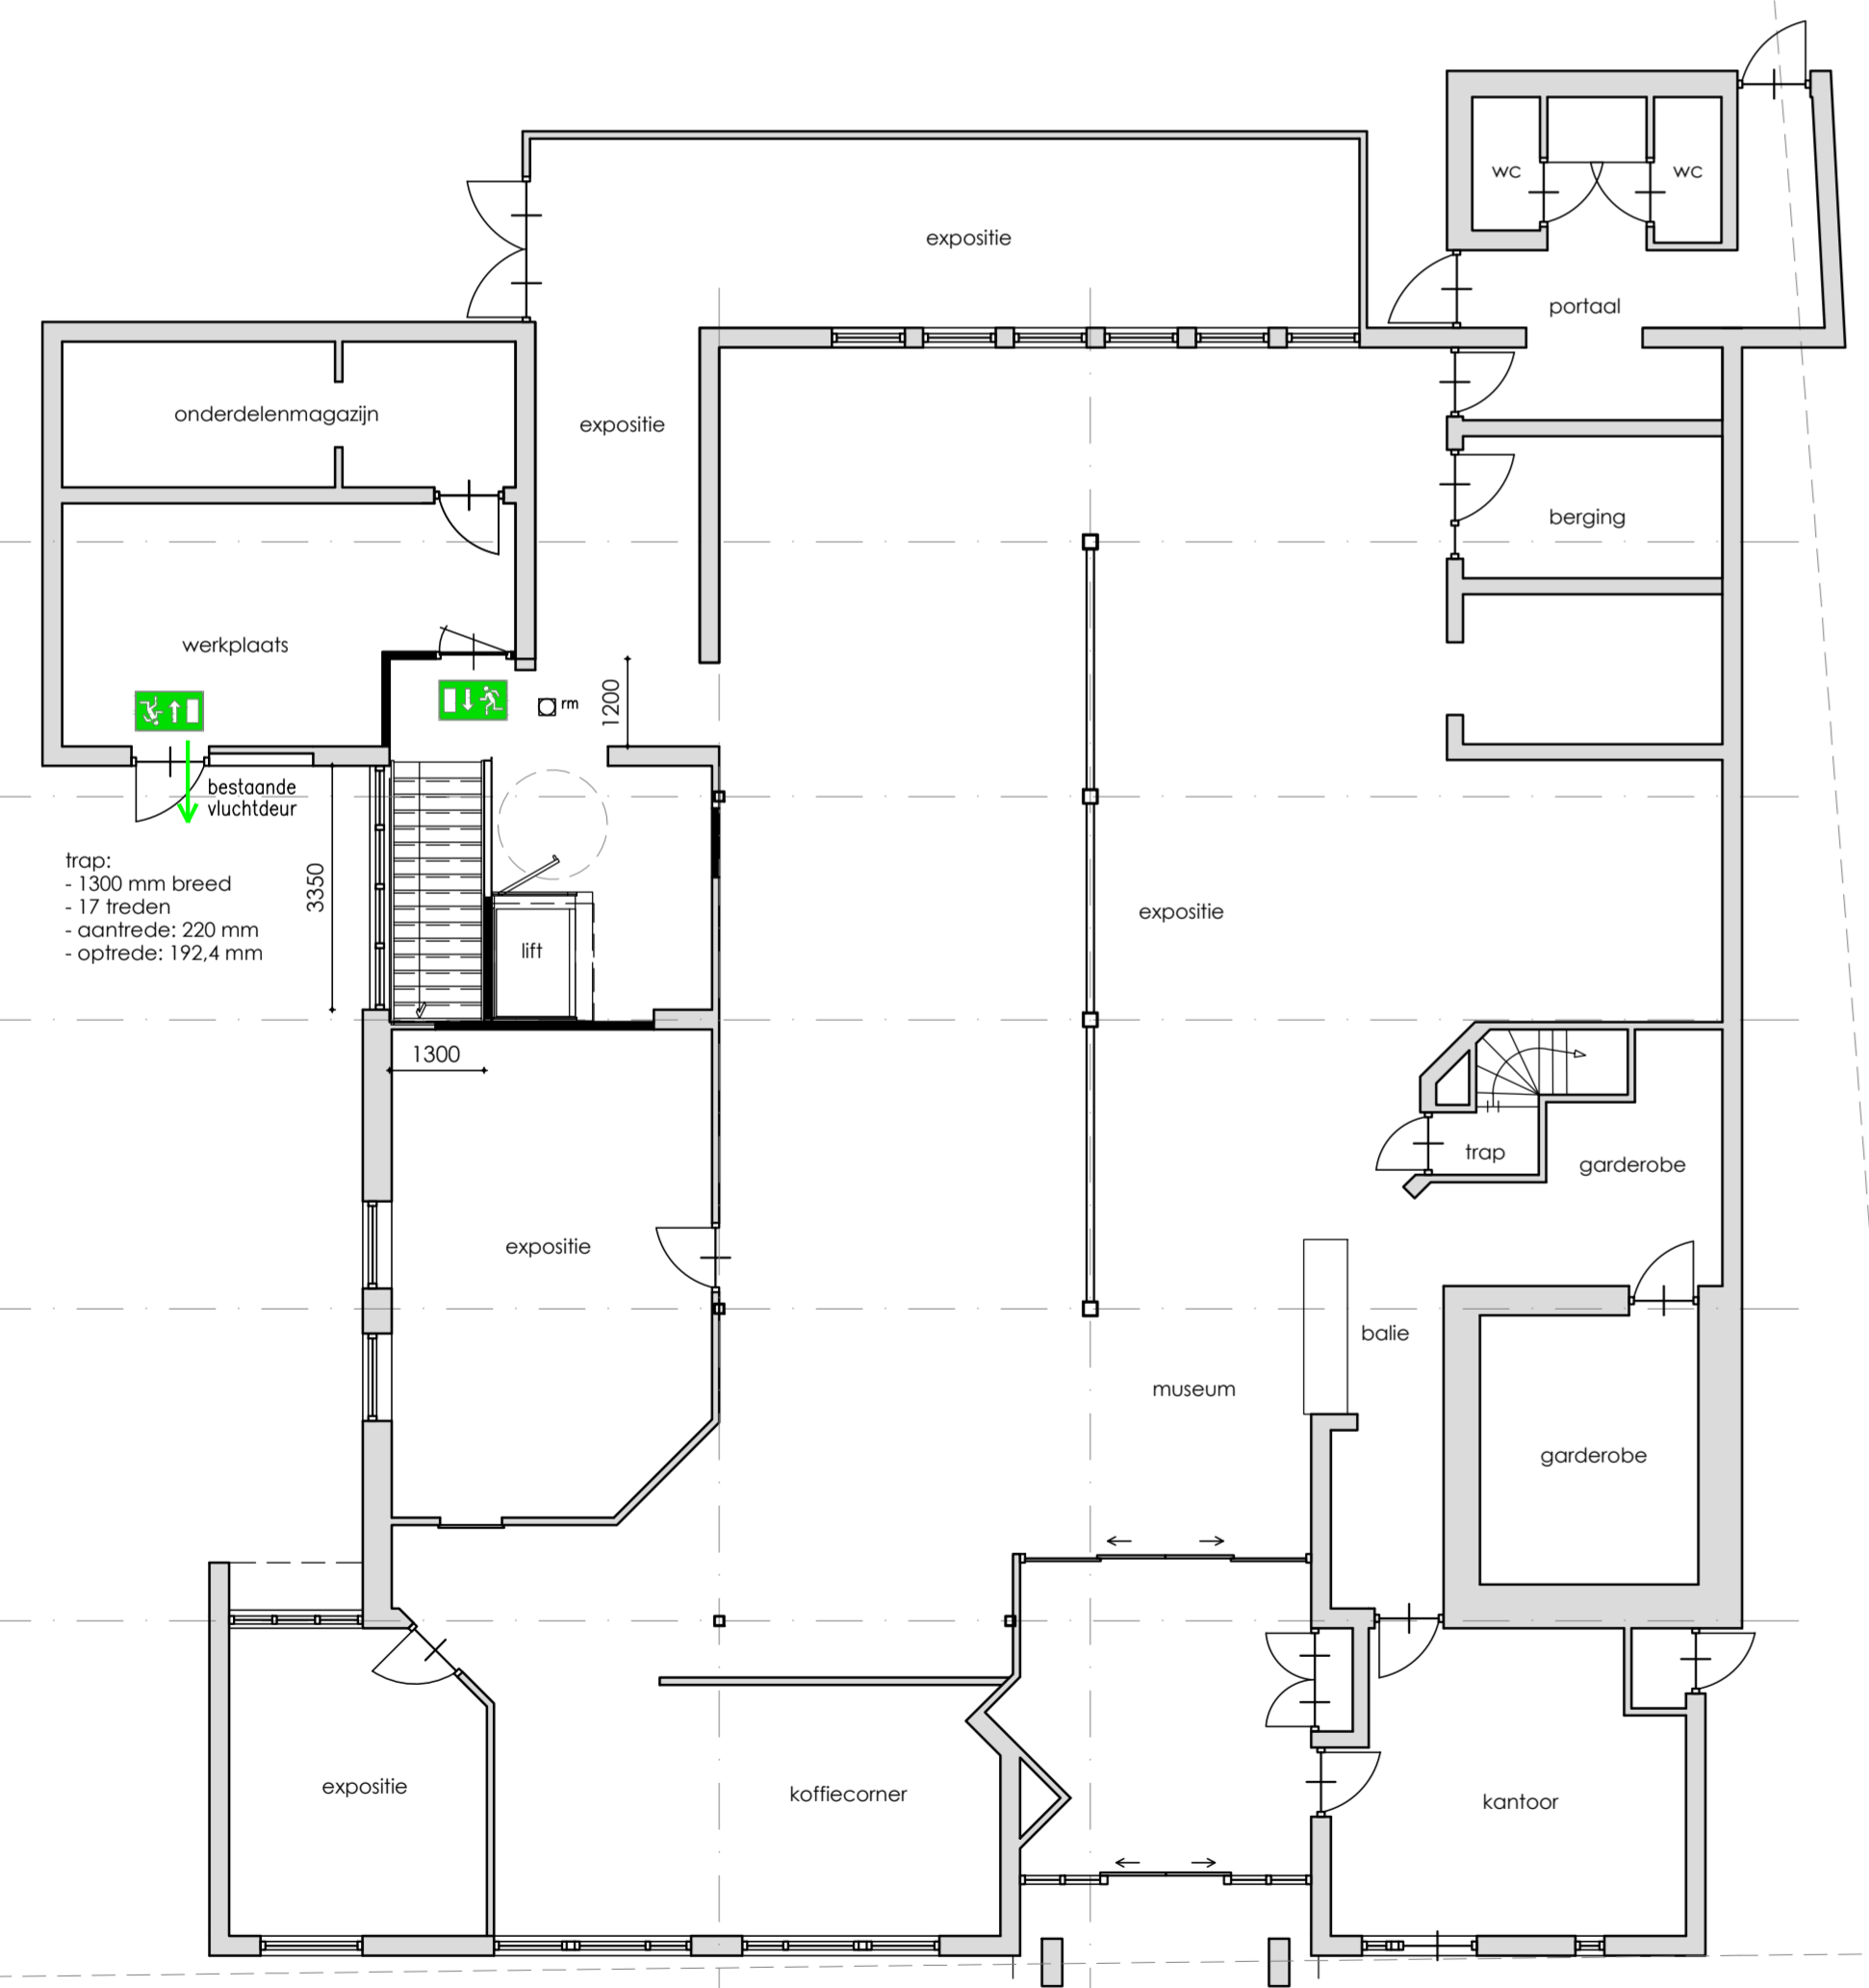 wc
wc
expositie
portaal
onderdelenmagazijn
expositie
berging
werkplaats
rm
1200
bestaande
vluchtdeur
trap:
- 1300 mm breed
- 17 treden
- aantrede: 220 mm
- optrede: 192,4 mm
3350
lift
expositie
1300
trap
garderobe
expositie
balie
museum
garderobe
expositie
koffiecorner
kantoor